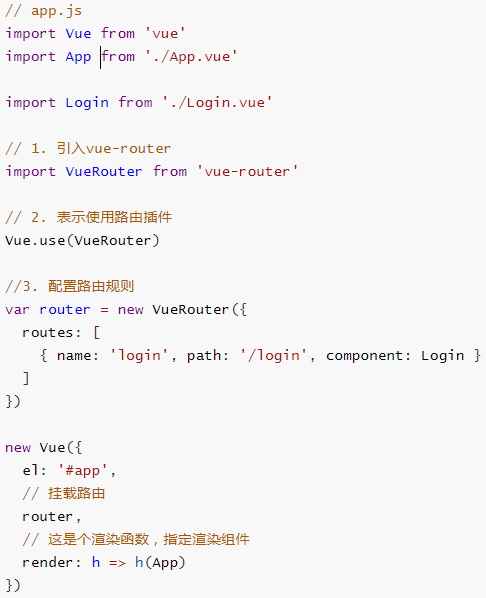 // app.js
import Vue from 'vue'
import App from './App.vue'
import Login from './Login.vue'
// 1. 引入vue-router
import VueRouter from 'vue-router'
// 2. 表示使用路由插件
Vue.use(VueRouter)
//3. 配置路由规则
var router = new VueRouter({
  routes: [
    { name: 'login', path: '/login', component: Login }
  ]
})
new Vue({
  el: '#app',
  // 挂载路由
  router,
  // 这是个渲染函数，指定渲染组件
  render: h => h(App)
})